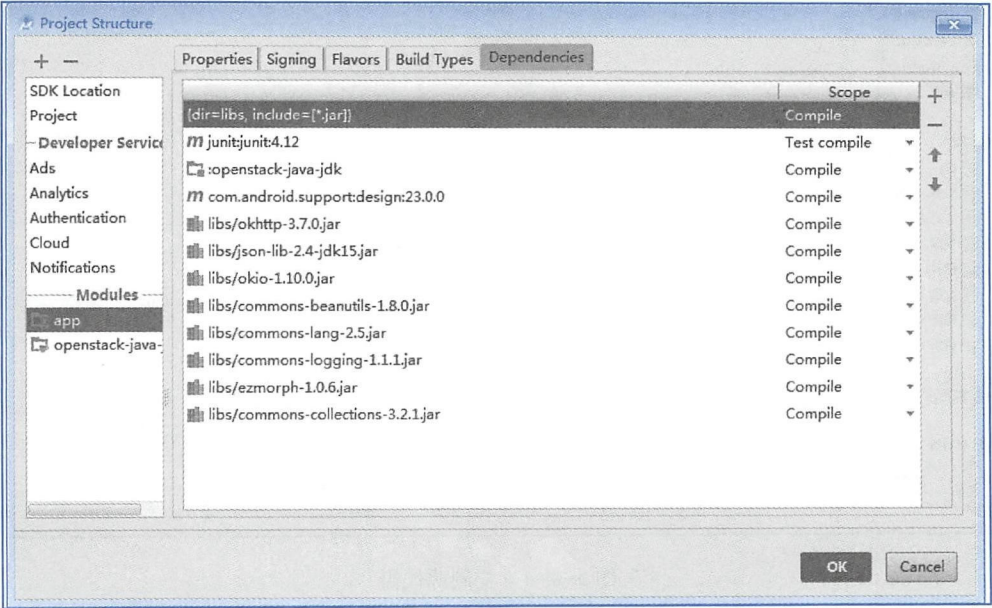 Project Structure
Properties Signing Flavors Build Types Dependencies
SDK Location
Project
Developer Service
Ads
Analytics
Authentication
Cloud
Notifications
Modules
app
openstack-java-
Scope
{dir=libs, include=[*.jar]} Compile
m junit:junit:4.12 Test compile
:openstack-java-jdk Compile
m com.android.support:design:23.0.0 Compile
libs/okhttp-3.7.0.jar Compile
libs/json-lib-2.4-jdk15.jar Compile
libs/okio-1.10.0.jar Compile
libs/commons-beanutils-1.8.0.jar Compile
libs/commons-lang-2.5.jar Compile
libs/commons-logging-1.1.1.jar Compile
libs/ezmorph-1.0.6.jar Compile
libs/commons-collections-3.2.1.jar Compile
OK Cancel